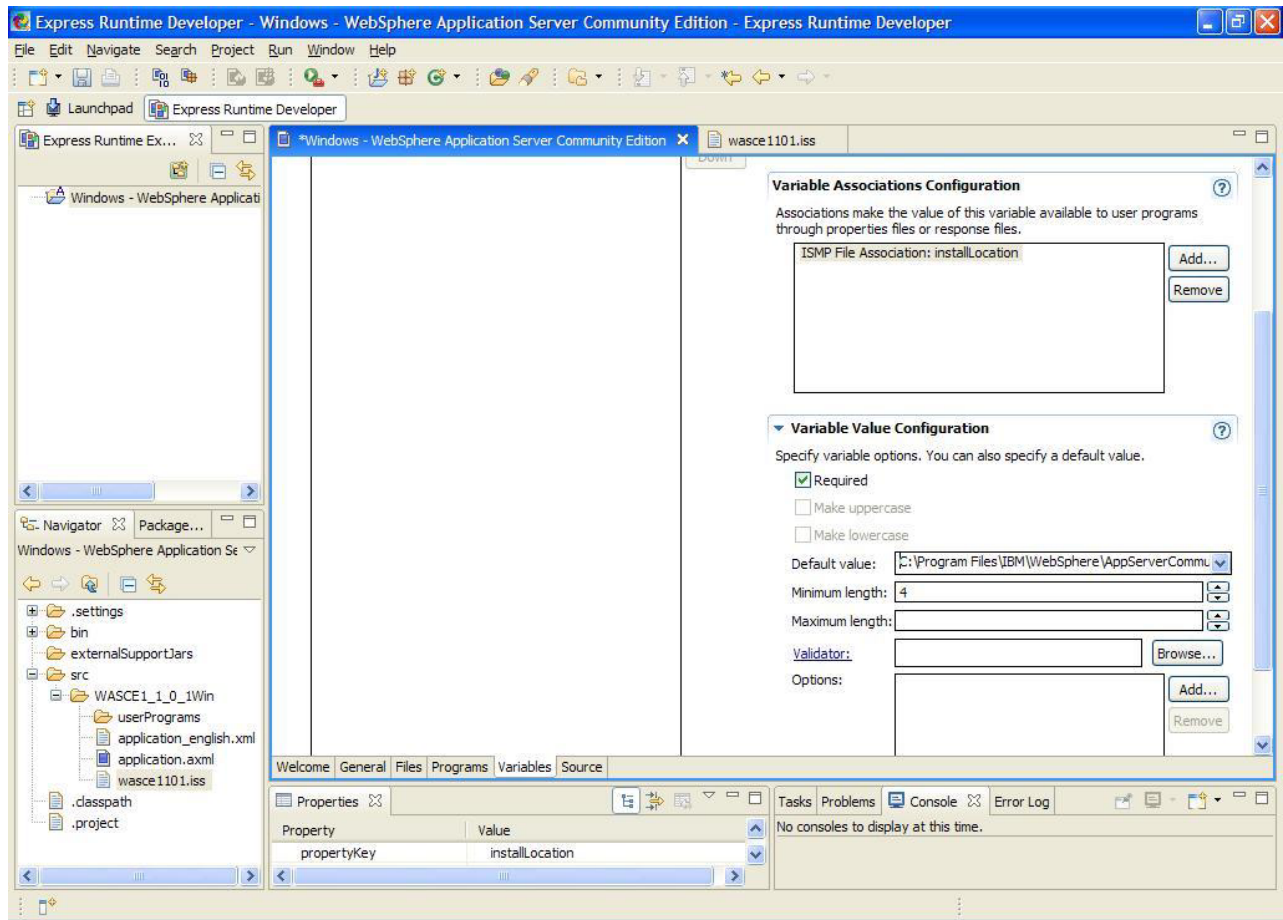 Express Runtime Developer - Windows - WebSphere Application Server Community Edition - Express Runtime Developer
File Edit Navigate Search Project Run Window Help
Launchpad Express Runtime Developer
Express Runtime Ex...
Windows - WebSphere Applicati
*Windows - WebSphere Application Server Community Edition wasce1101.iss
Down
Variable Associations Configuration
Associations make the value of this variable available to user programs
through properties files or response files.
ISMP File Association: installLocation
Add...
Remove
Variable Value Configuration
Specify variable options. You can also specify a default value.
Required
Make uppercase
Make lowercase
Default value: C:\Program Files\IBM\WebSphere\AppServerCommu
Minimum length: 4
Maximum length:
Validator: Browse...
Options:
Add...
Remove
Welcome General Files Programs Variables Source
Navigator Package...
Windows - WebSphere Application Se
.settings
bin
externalSupportJars
src
WASCE1_1_0_1Win
userPrograms
application_english.xml
application.axml
wasce1101.iss
.classpath
.project
Properties
Property Value
propertyKey installLocation
Tasks Problems Console Error Log
No consoles to display at this time.